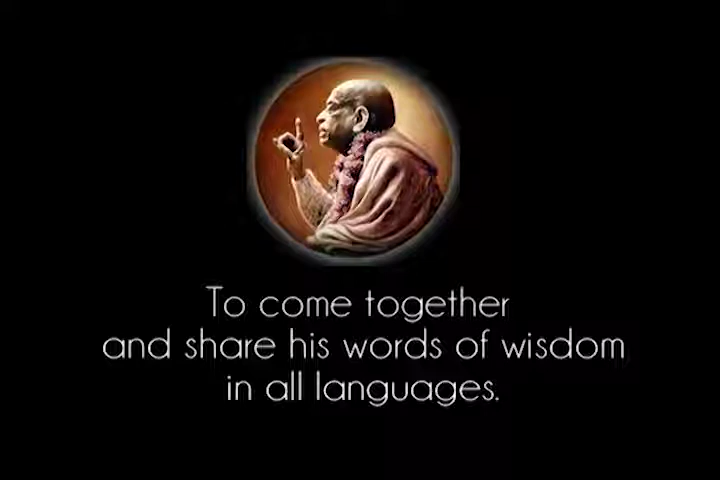 To come together
and share his words of wisdom
in all languages.